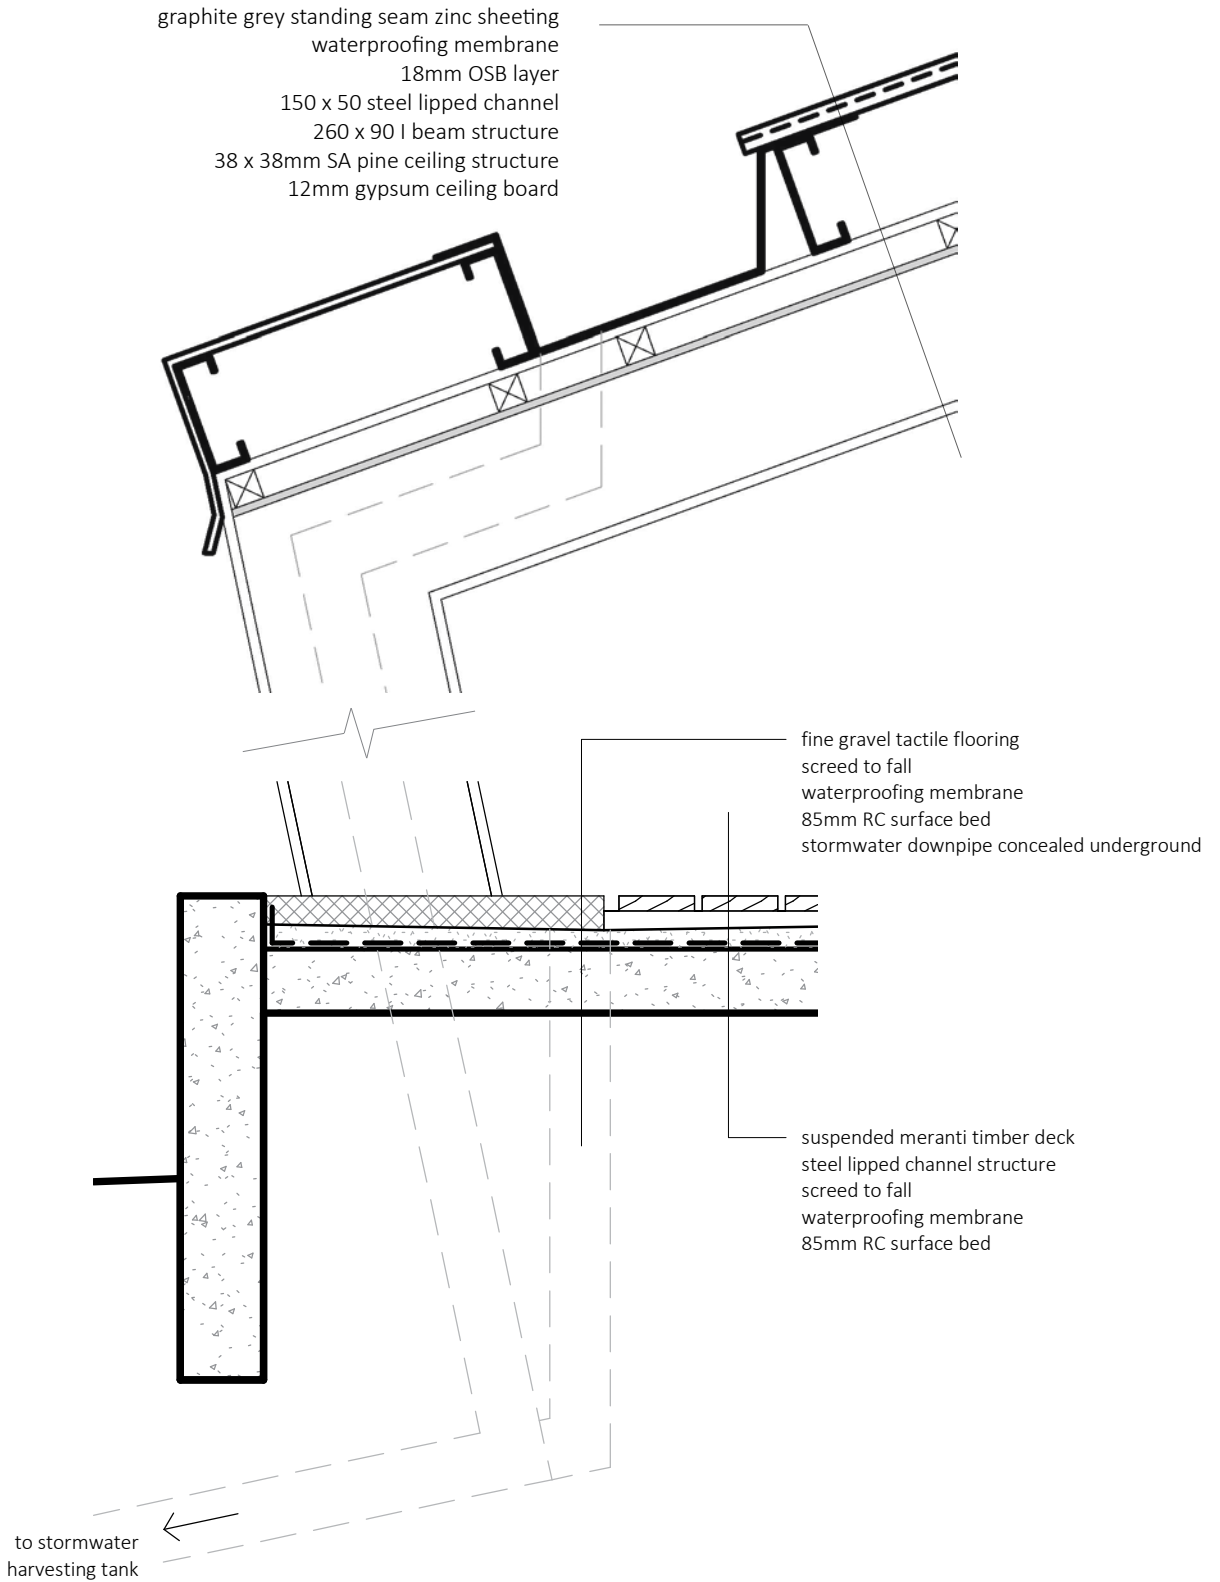 graphite grey standing seam zinc sheeting
waterproofing membrane
18mm OSB layer
150 x 50 steel lipped channel
260 x 90 I beam structure
38 x 38mm SA pine ceiling structure
12mm gypsum ceiling board
fine gravel tactile flooring
screed to fall
waterproofing membrane
85mm RC surface bed
stormwater downpipe concealed underground
suspended meranti timber deck
steel lipped channel structure
screed to fall
waterproofing membrane
85mm RC surface bed
to stormwater
harvesting tank